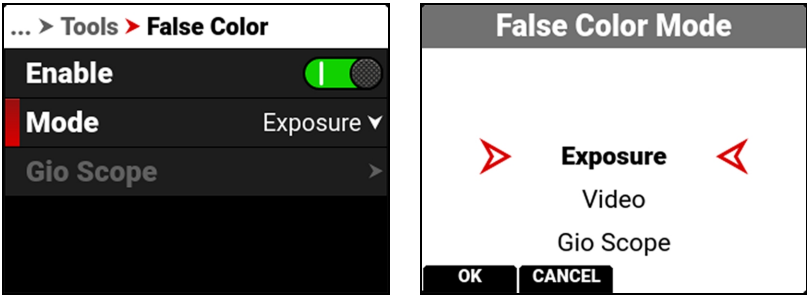 ... > Tools > False Color
Enable
Mode Exposure
Gio Scope >
False Color Mode
Exposure
Video
Gio Scope
OK CANCEL